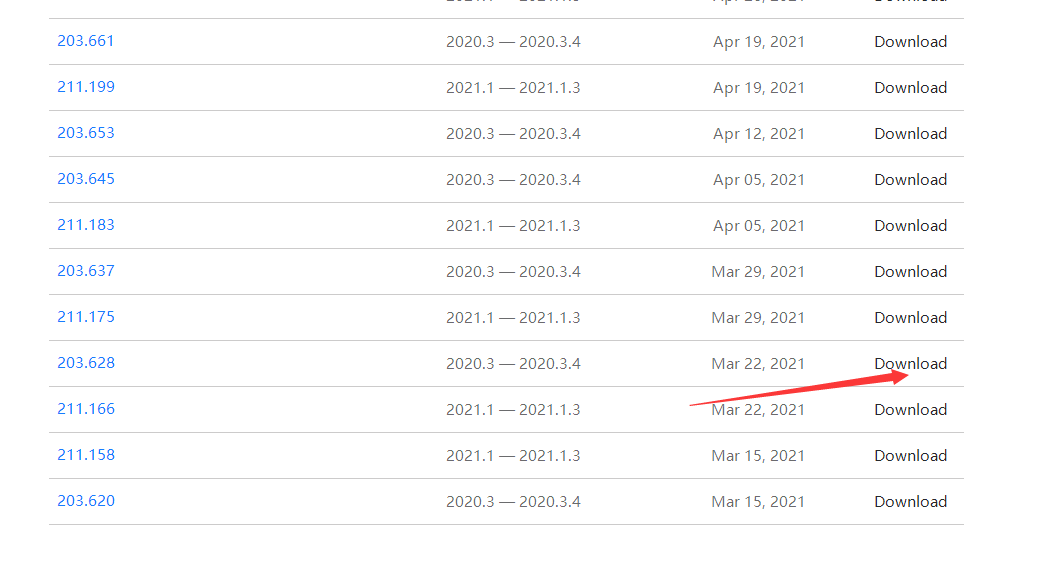 203.661 2020.3 — 2020.3.4 Apr 19, 2021 Download
211.199 2021.1 — 2021.1.3 Apr 19, 2021 Download
203.653 2020.3 — 2020.3.4 Apr 12, 2021 Download
203.645 2020.3 — 2020.3.4 Apr 05, 2021 Download
211.183 2021.1 — 2021.1.3 Apr 05, 2021 Download
203.637 2020.3 — 2020.3.4 Mar 29, 2021 Download
211.175 2021.1 — 2021.1.3 Mar 29, 2021 Download
203.628 2020.3 — 2020.3.4 Mar 22, 2021 Download
211.166 2021.1 — 2021.1.3 Mar 22, 2021 Download
211.158 2021.1 — 2021.1.3 Mar 15, 2021 Download
203.620 2020.3 — 2020.3.4 Mar 15, 2021 Download